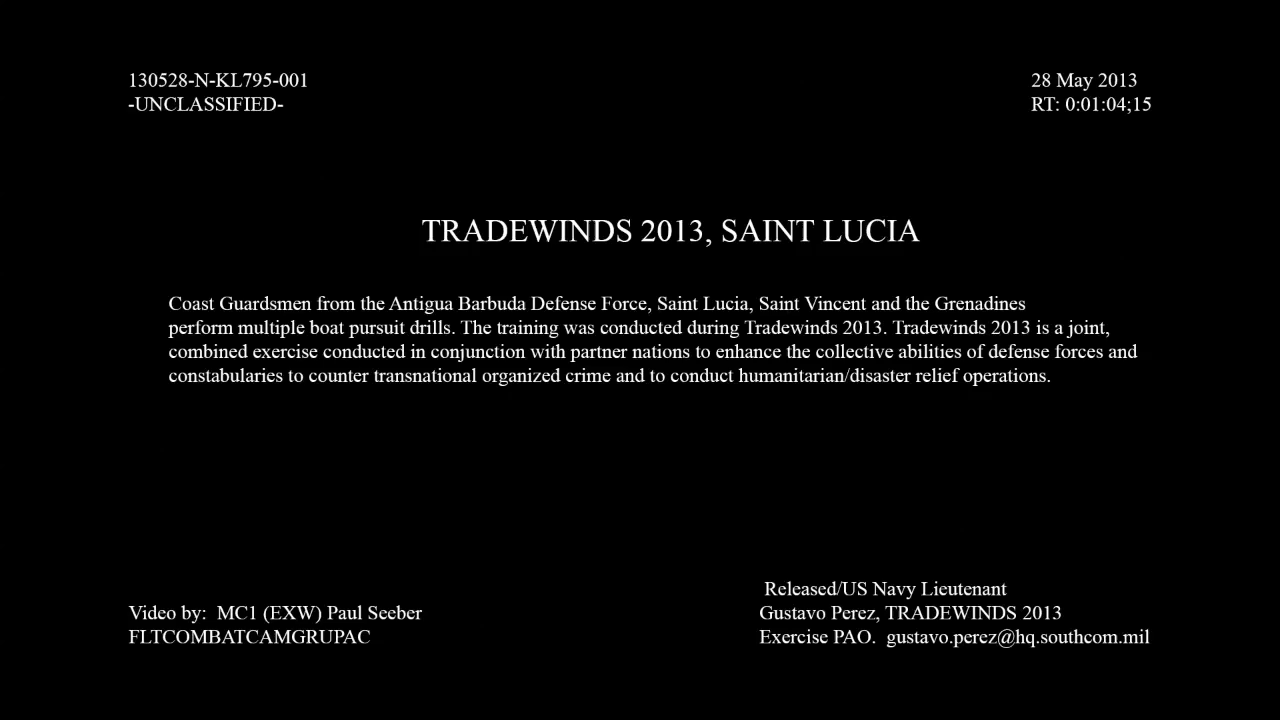 130528-N-KL795-001
-UNCLASSIFIED-
28 May 2013
RT: 0:01:04;15
TRADEWINDS 2013, SAINT LUCIA
Coast Guardsmen from the Antigua Barbuda Defense Force, Saint Lucia, Saint Vincent and the Grenadines
perform multiple boat pursuit drills. The training was conducted during Tradewinds 2013. Tradewinds 2013 is a joint,
combined exercise conducted in conjunction with partner nations to enhance the collective abilities of defense forces and
constabularies to counter transnational organized crime and to conduct humanitarian/disaster relief operations.
Video by:  MC1 (EXW) Paul Seeber
FLTCOMBATCAMGRUPAC
Released/US Navy Lieutenant
Gustavo Perez, TRADEWINDS 2013
Exercise PAO.  gustavo.perez@hq.southcom.mil